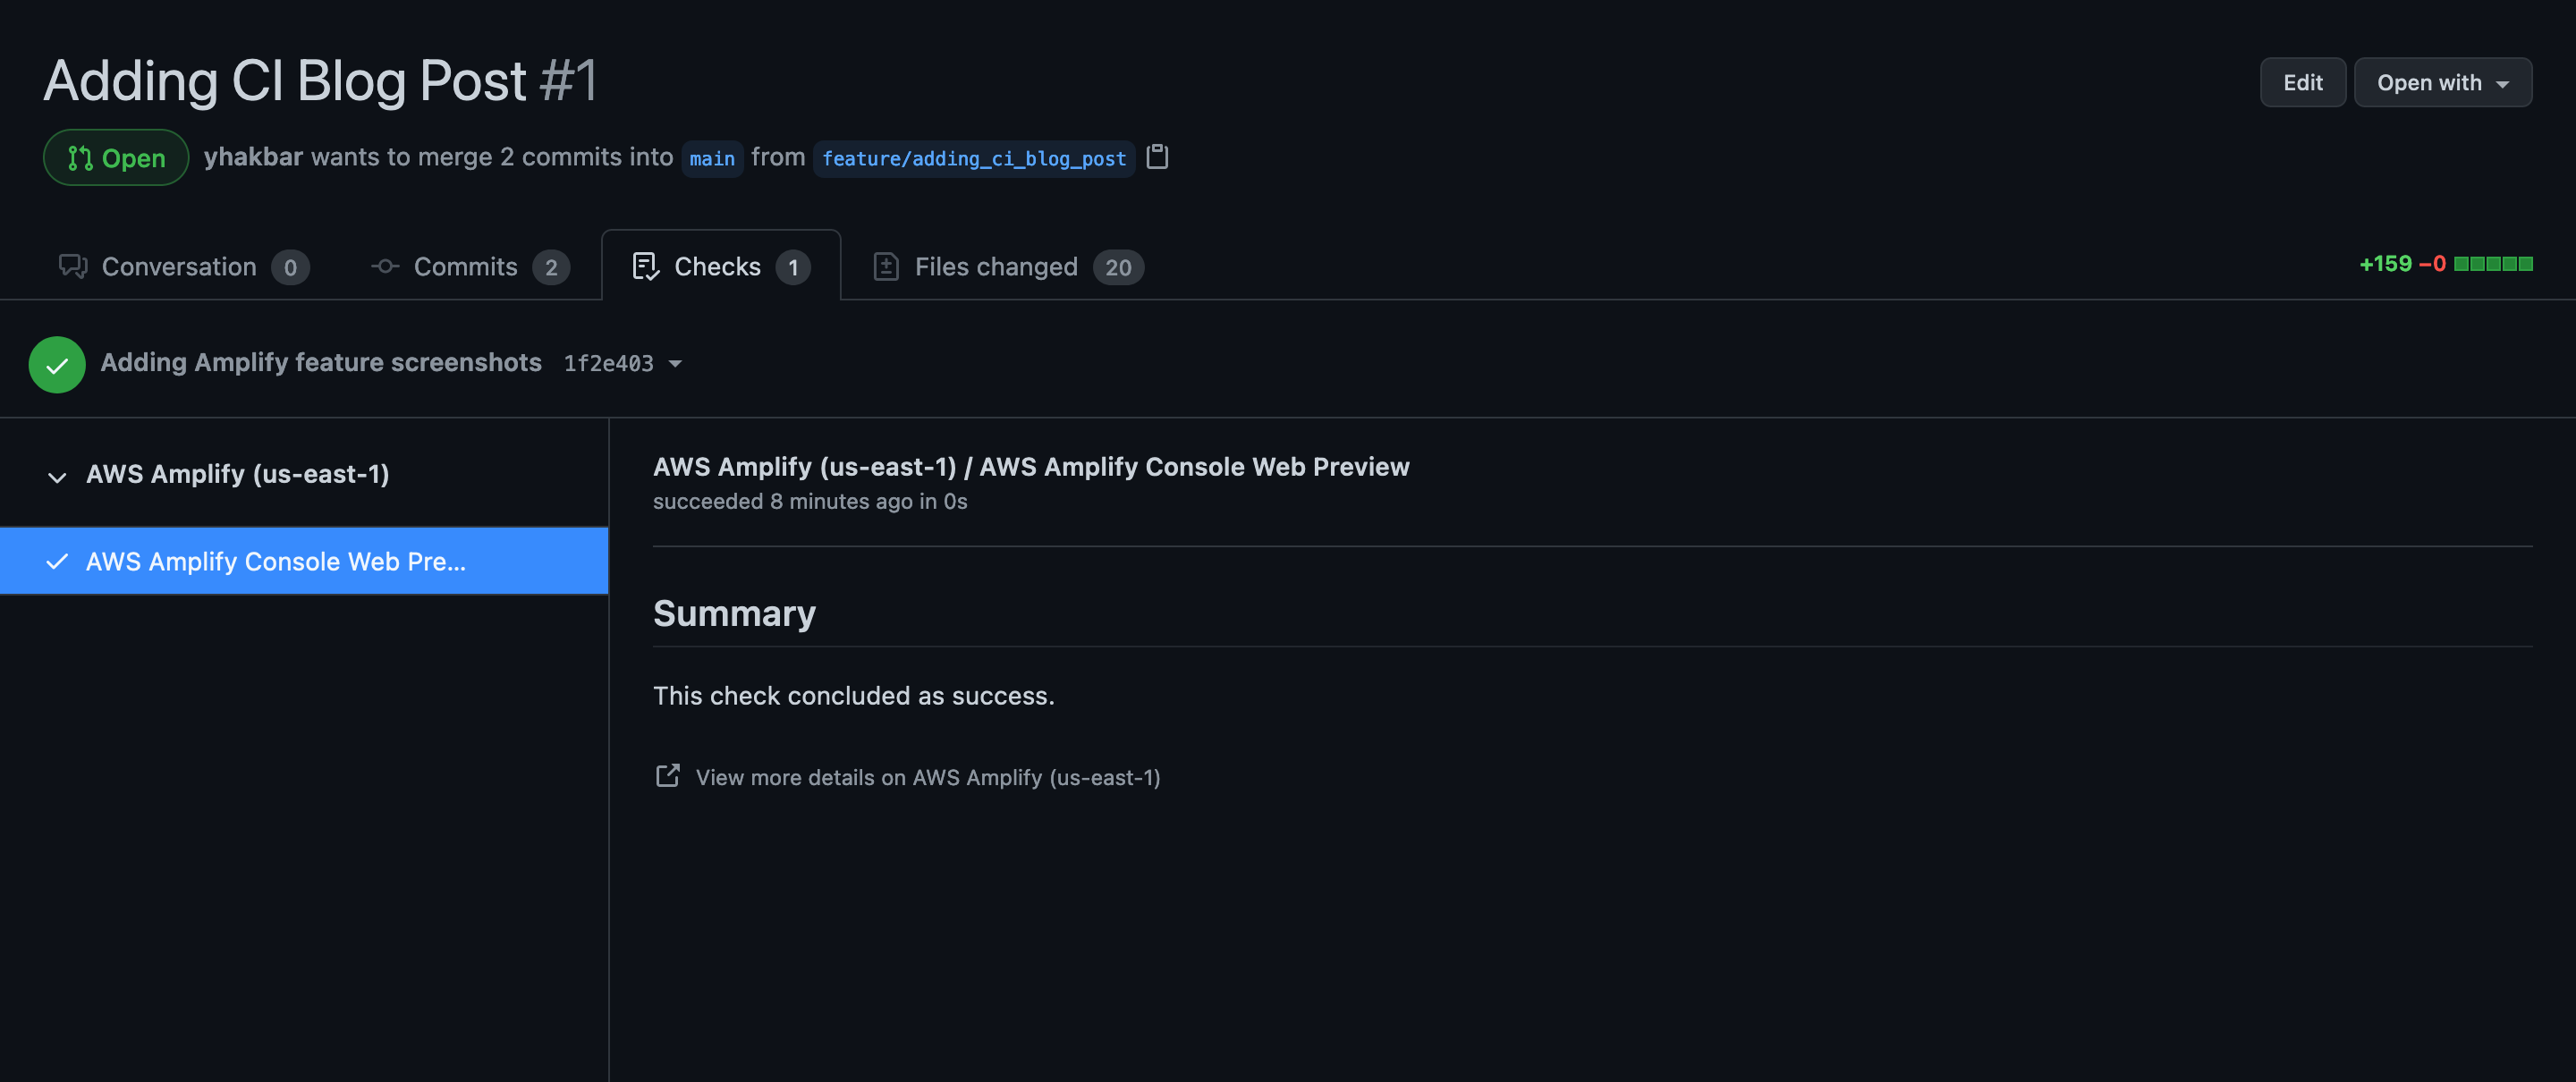 Adding CI Blog Post #1
Edit
Open with
Open
yhakbar wants to merge 2 commits into main from feature/adding_ci_blog_post
Conversation 0
Commits 2
Checks 1
Files changed 20
+159 −0
Adding Amplify feature screenshots 1f2e403
AWS Amplify (us-east-1)
AWS Amplify Console Web Pre...
AWS Amplify (us-east-1) / AWS Amplify Console Web Preview
succeeded 8 minutes ago in 0s
Summary
This check concluded as success.
View more details on AWS Amplify (us-east-1)